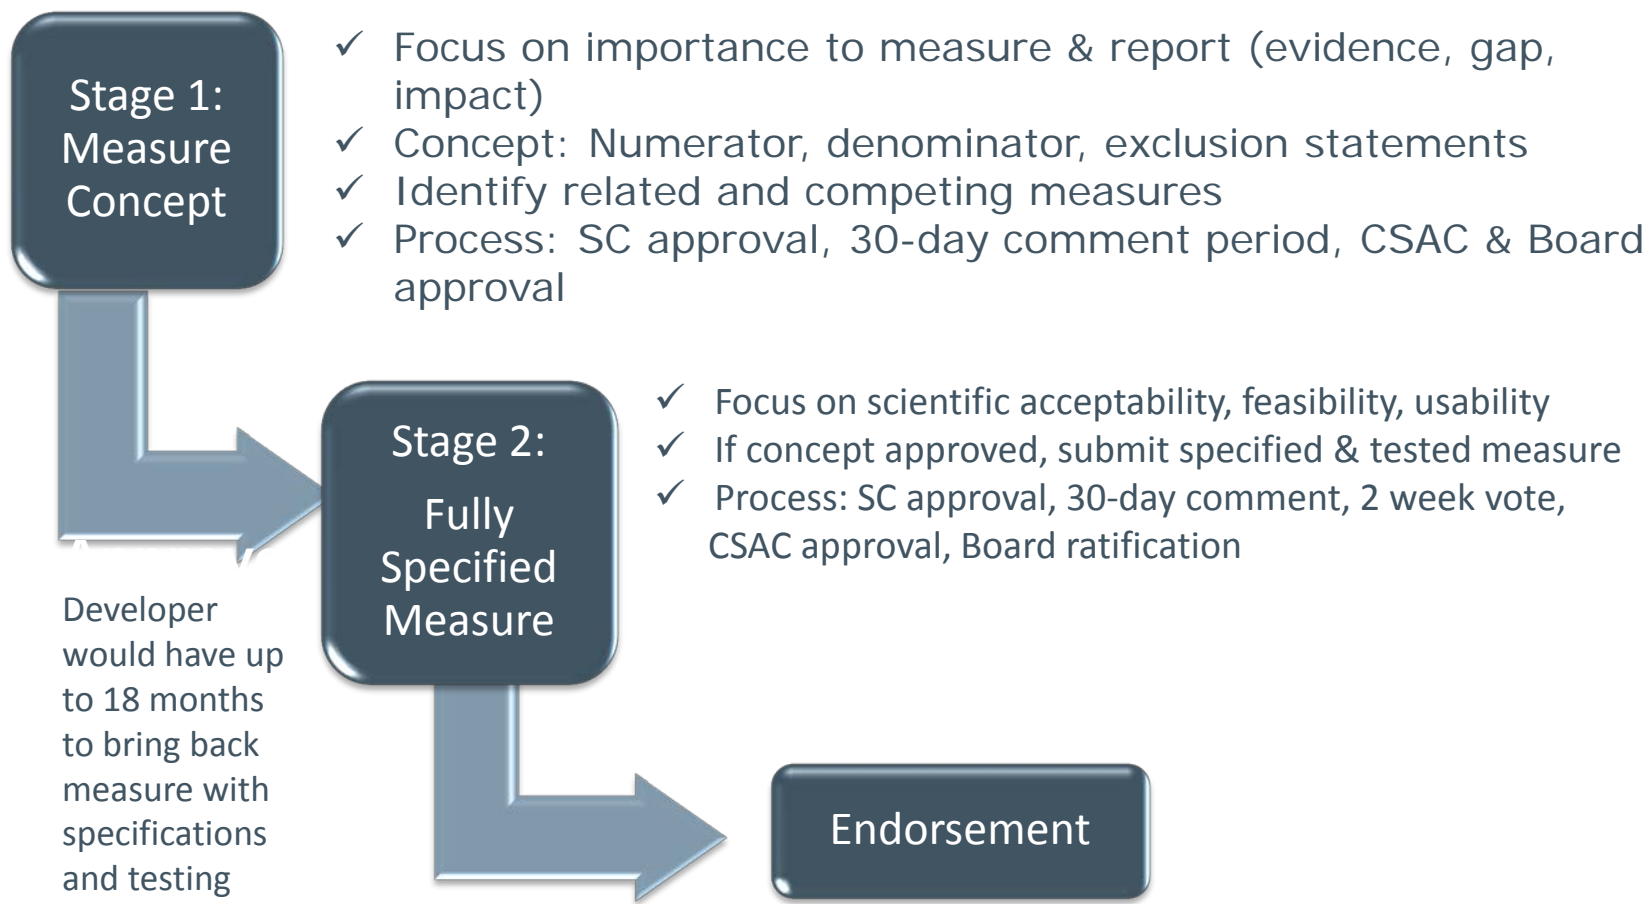 Stage 1:
Measure
Concept
✓ Focus on importance to measure & report (evidence, gap,
impact)
✓ Concept: Numerator, denominator, exclusion statements
✓ Identify related and competing measures
✓ Process: SC approval, 30-day comment period, CSAC & Board
approval
Stage 2:
Fully
Specified
Measure
✓ Focus on scientific acceptability, feasibility, usability
✓ If concept approved, submit specified & tested measure
✓ Process: SC approval, 30-day comment, 2 week vote,
CSAC approval, Board ratification
Developer
would have up
to 18 months
to bring back
measure with
specifications
and testing
Endorsement